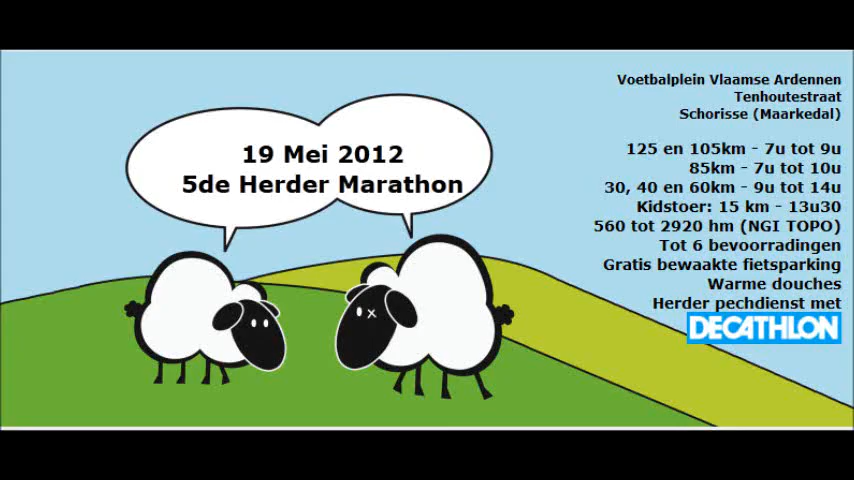 19 Mei 2012
5de Herder Marathon
Voetbalplein Vlaamse Ardennen
Tenhoutestraat
Schorisse (Maarkedal)
125 en 105km - 7u tot 9u
85km - 7u tot 10u
30, 40 en 60km - 9u tot 14u
Kidstoer: 15 km - 13u30
560 tot 2920 hm (NGI TOPO)
Tot 6 bevoorradingen
Gratis bewaakte fietsparking
Warme douches
Herder pechdienst met
DECATHLON